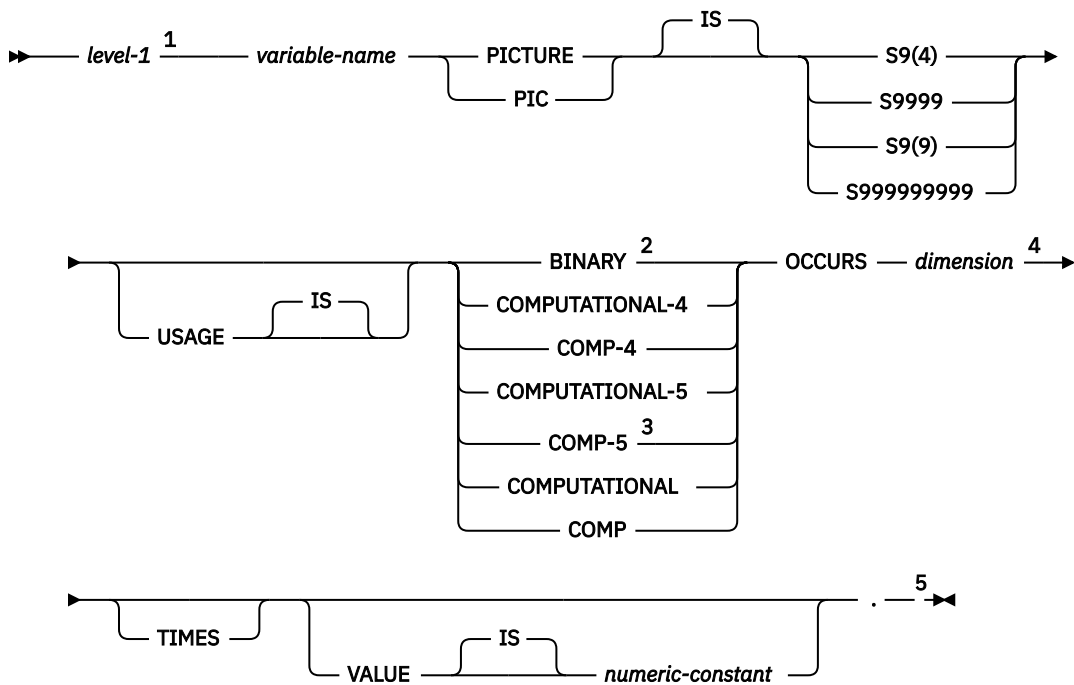 IS
level-1 1 variable-name PICTURE S9(4)
PIC S9999
S9(9)
S999999999
BINARY 2 OCCURS dimension 4
IS COMPUTATIONAL-4
USAGE COMP-4
COMPUTATIONAL-5
COMP-5 3
COMPUTATIONAL
COMP
. 5
TIMES IS
VALUE numeric-constant